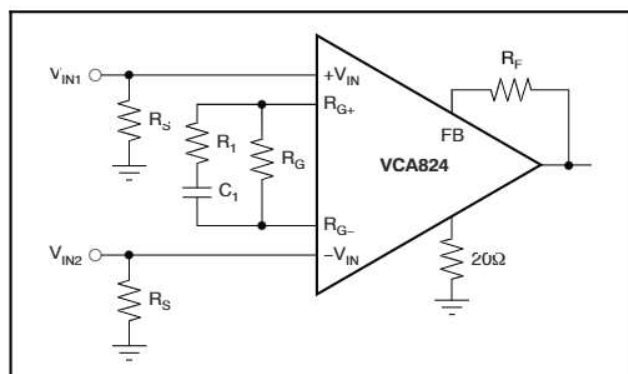 V_IN1
+V_IN
R_F
R_S
R_G+
R_1
R_G
FB
VCA824
C_1
R_G−
V_IN2
−V_IN
20Ω
R_S